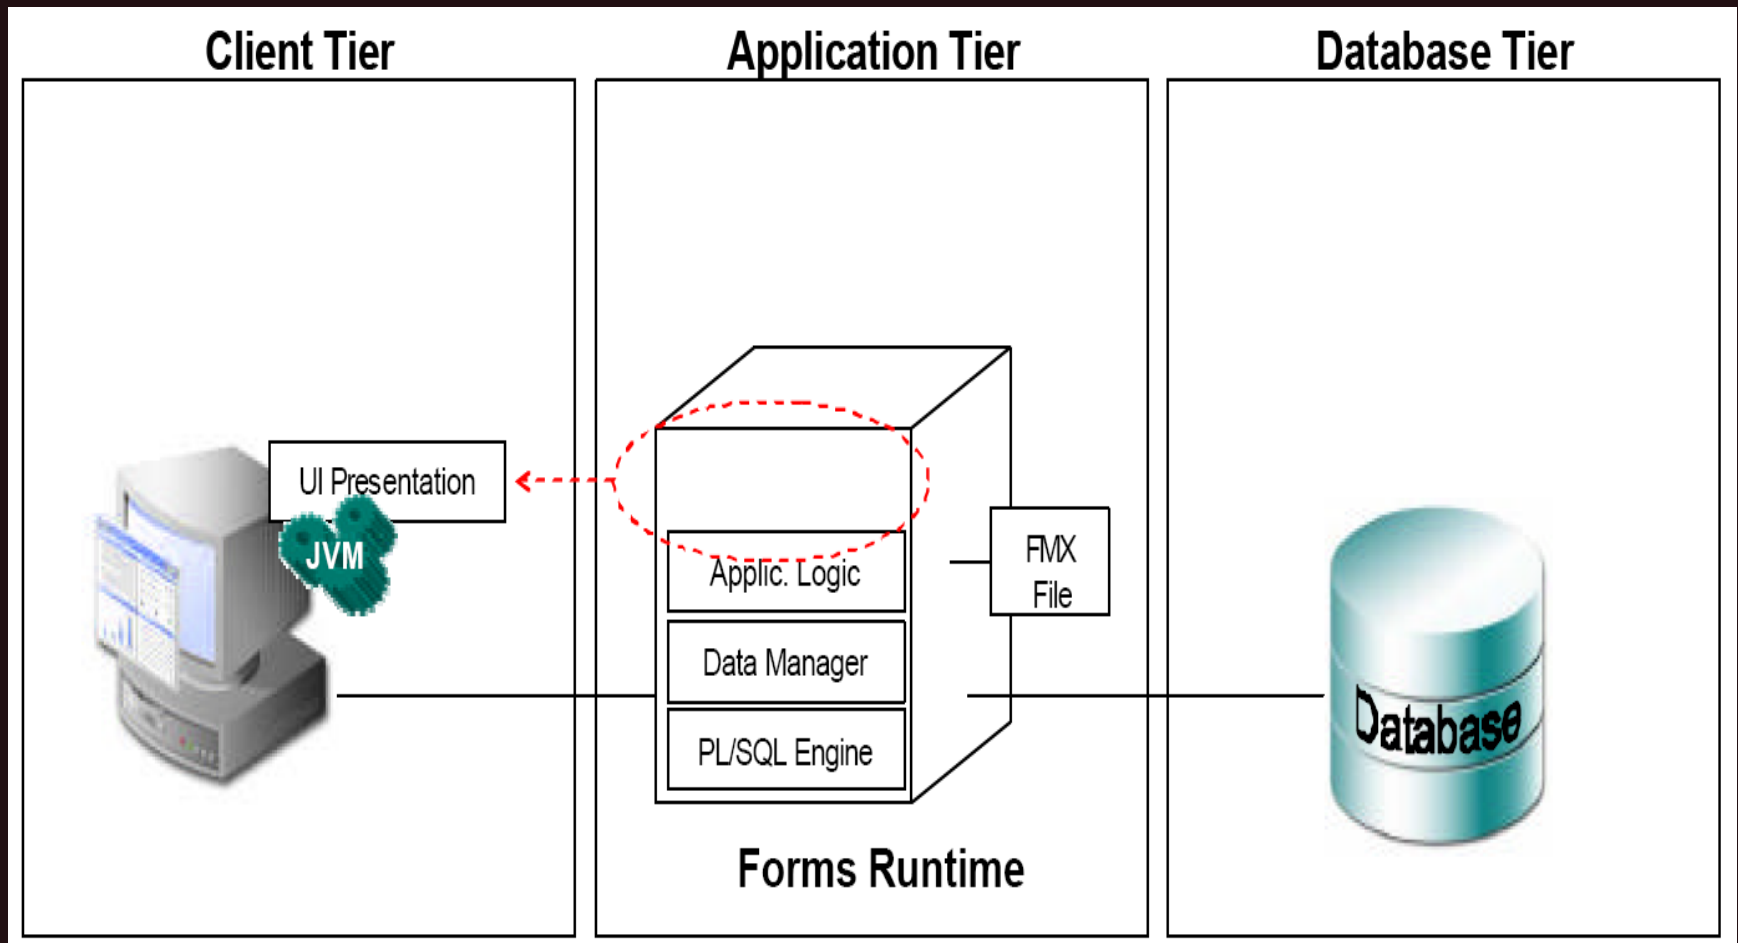 Client Tier
Application Tier
Database Tier
UI Presentation
JVM
Applic. Logic
FMX
File
Data Manager
PL/SQL Engine
Database
Forms Runtime